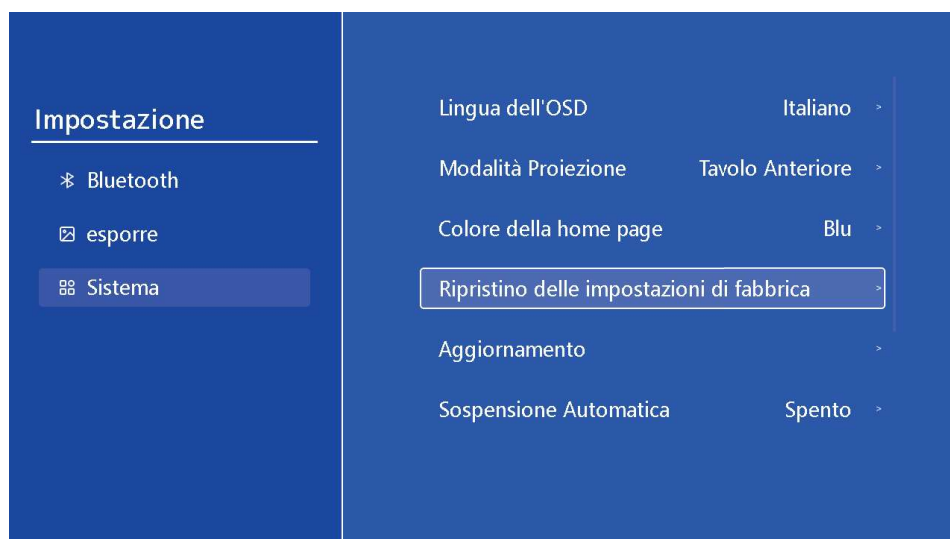 Impostazione
Bluetooth
esporre
Sistema
Lingua dell'OSD Italiano >
Modalità Proiezione Tavolo Anteriore >
Colore della home page Blu >
Ripristino delle impostazioni di fabbrica >
Aggiornamento >
Sospensione Automatica Spento >